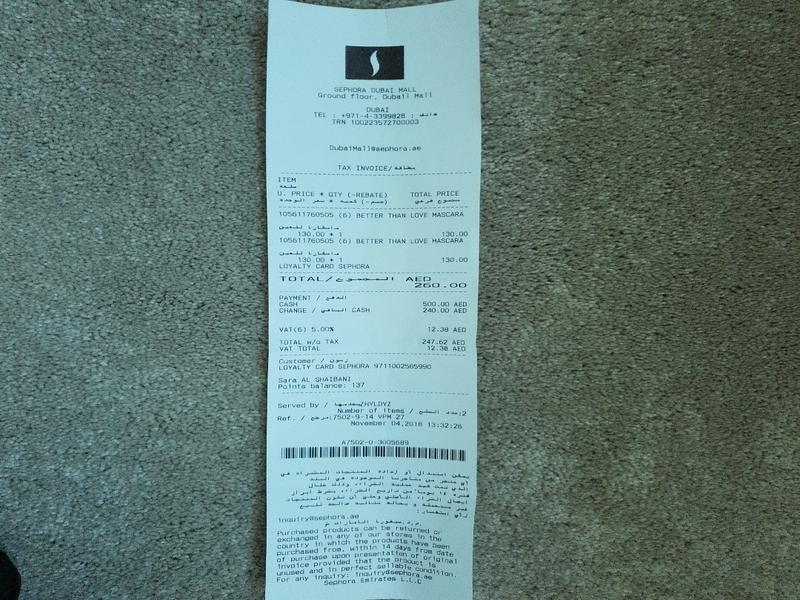 SEPHORA DUBAI MALL
Ground floor, Dubail Mall
DUBAI
TEL : +971-4-3399828 : هاتف
TRN 100223572700003
DubaiMall@sephora.ae
TAX INVOICE/
ITEM
سلعة
U. PRICE * QTY (-REBATE) TOTAL PRICE
سعر الوحدة * كمية (-خصم) مجموع فرعي
105611760505 (6) BETTER THAN LOVE MASCARA
ماسكارا للعين
130.00 * 1 130.00
105611760505 (6) BETTER THAN LOVE MASCARA
ماسكارا للعين
130.00 * 1 130.00
LOYALTY CARD SEPHORA
TOTAL/المجموع AED
260.00
PAYMENT / الدفع
CASH 500.00 AED
CHANGE / الباقي CASH 240.00 AED
VAT(6) 5.00% 12.38 AED
TOTAL w/o TAX 247.62 AED
VAT TOTAL 12.38 AED
Customer / زبون
LOYALTY CARD SEPHORA 9711002565990
Sara AL SHAIBANI
Points balance: 137
Served by / ZHYLDYZ
Number of items / عدد السلع :2
Ref. / مرجع :7502-9-14 VPM 27
November 04,2018 13:32:26
A7502-0-3005689
inquiry@sephora.ae
Purchased products can be returned or
exchanged in any of our stores in the
country in which the products have been
purchased from, within 14 days from date
of purchase upon presentation of original
invoice provided that the product is
unused and in perfect sellable condition.
For any inquiry: inquiry@sephora.ae
Sephora Emirates L.L.C